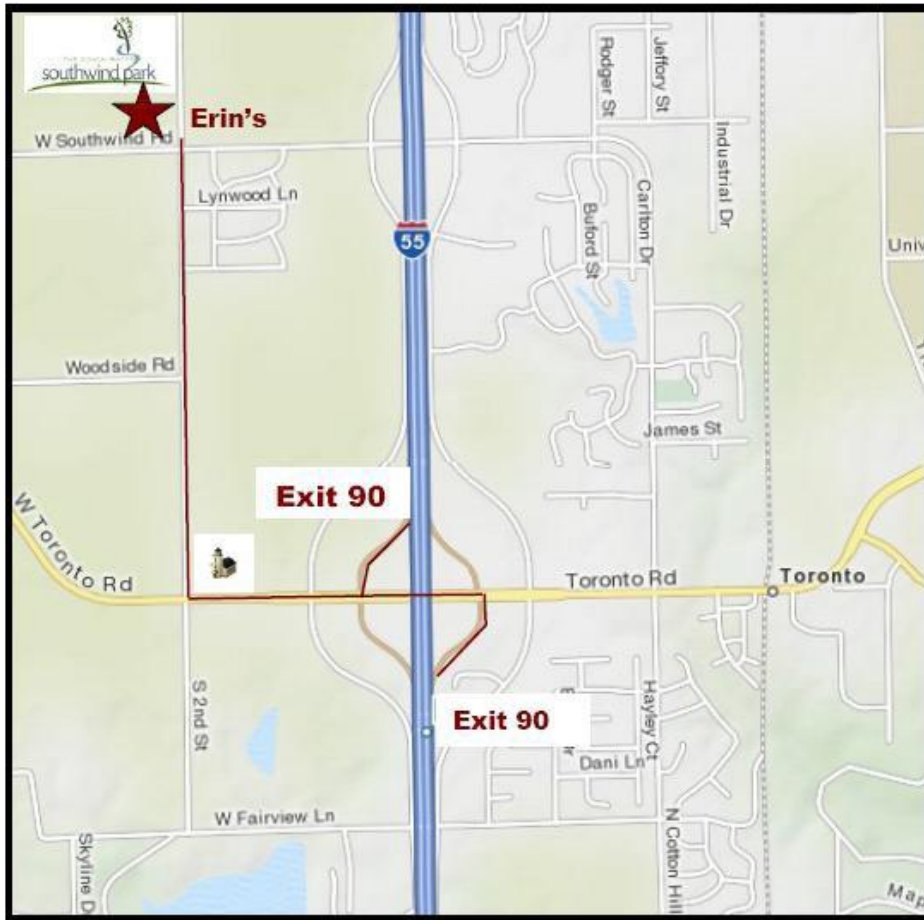 southwind park
Erin's
W Southwind Rd
Rodger St
Jeffory St
Industrial Dr
Lynwood Ln
55
Buford St
Carlton Dr
Univ
Woodside Rd
James St
Exit 90
W Toronto Rd
Toronto Rd
Toronto
S 2nd St
Exit 90
Hayley Ct
Dani Ln
W Fairview Ln
Skyline D
N Cotton Hill
Map